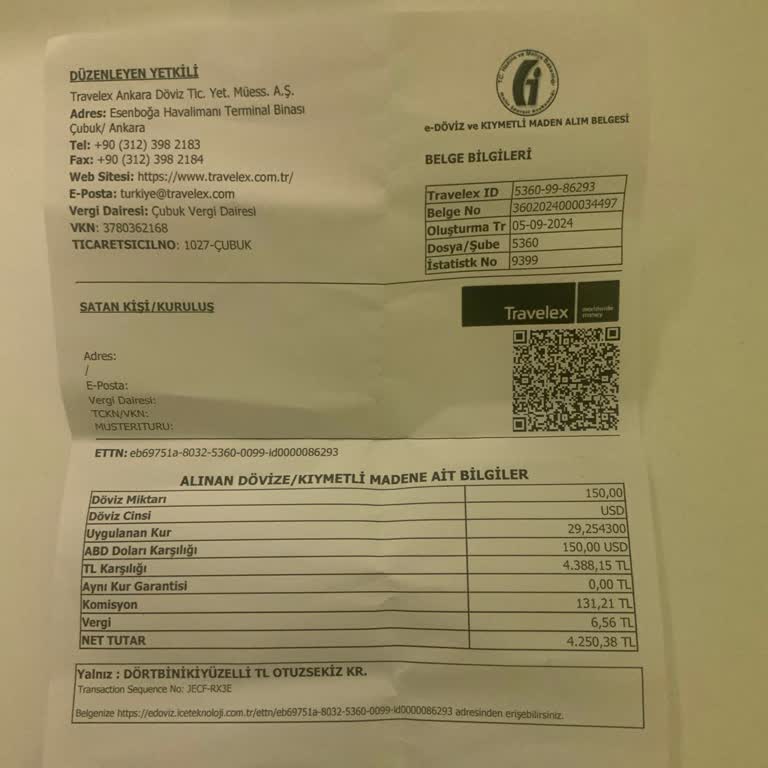 DÜZENLEYEN YETKİLİ
Travelex Ankara Döviz Tic. Yet. Müess. A.Ş.
Adres: Esenboğa Havalimanı Terminal Binası
Çubuk/ Ankara
Tel: +90 (312) 398 2183
Fax: +90 (312) 398 2184
Web Sitesi: https://www.travelex.com.tr/
E-Posta: turkiye@travelex.com
Vergi Dairesi: Çubuk Vergi Dairesi
VKN: 3780362168
TICARETSICILNO: 1027-ÇUBUK
e-DÖVİZ ve KIYMETLİ MADEN ALIM BELGESİ
BELGE BİLGİLERİ
Travelex ID 5360-99-86293
Belge No 3602024000034497
Oluşturma Tr 05-09-2024
Dosya/Şube 5360
İstatistk No 9399
SATAN KİŞİ/KURULUŞ
Travelex worldwide money
Adres:
/
E-Posta:
Vergi Dairesi:
TCKN/VKN:
MUSTERITURU:
ETTN: eb69751a-8032-5360-0099-id0000086293
ALINAN DÖVİZE/KIYMETLİ MADENE AİT BİLGİLER
Döviz Miktarı 150,00
Döviz Cinsi USD
Uygulanan Kur 29,254300
ABD Doları Karşılığı 150,00 USD
TL Karşılığı 4.388,15 TL
Aynı Kur Garantisi 0,00 TL
Komisyon 131,21 TL
Vergi 6,56 TL
NET TUTAR 4.250,38 TL
Yalnız : DÖRTBİNİKİYÜZELLİ TL OTUZSEKİZ KR.
Transaction Sequence No: JECF-RX3E
Belgenize https://edoviz.iceteknoloji.com.tr/ettn/eb69751a-8032-5360-0099-id0000086293 adresinden erişebilirsiniz.